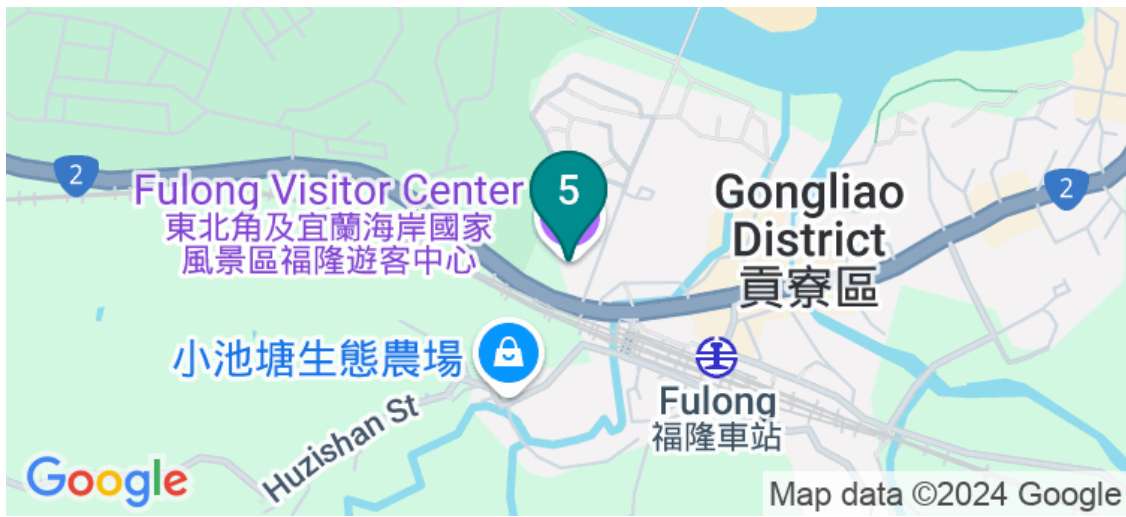 2
Fulong Visitor Center
東北角及宜蘭海岸國家
風景區福隆遊客中心
5
Gongliao
District
貢寮區
2
小池塘生態農場
Huzishan St
Fulong
福隆車站
Google
Map data ©2024 Google